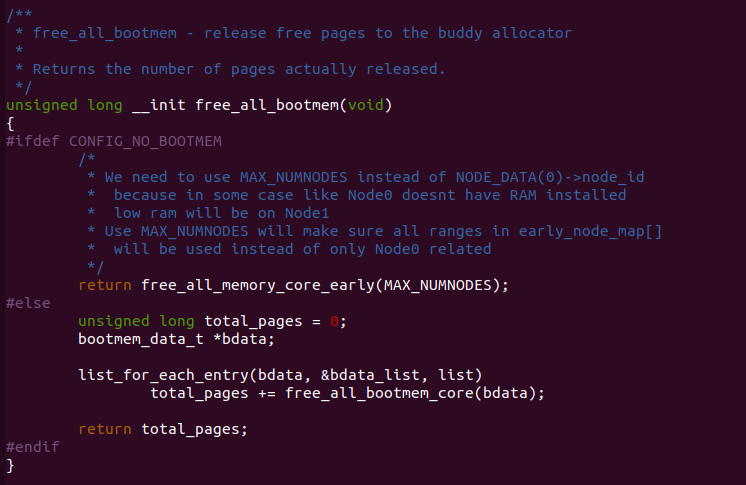 /**
 * free_all_bootmem - release free pages to the buddy allocator
 *
 * Returns the number of pages actually released.
 */
unsigned long __init free_all_bootmem(void)
{
#ifdef CONFIG_NO_BOOTMEM
        /*
         * We need to use MAX_NUMNODES instead of NODE_DATA(0)->node_id
         *  because in some case like Node0 doesnt have RAM installed
         *  low ram will be on Node1
         * Use MAX_NUMNODES will make sure all ranges in early_node_map[]
         *  will be used instead of only Node0 related
         */
        return free_all_memory_core_early(MAX_NUMNODES);
#else
        unsigned long total_pages = 0;
        bootmem_data_t *bdata;

        list_for_each_entry(bdata, &bdata_list, list)
                total_pages += free_all_bootmem_core(bdata);

        return total_pages;
#endif
}